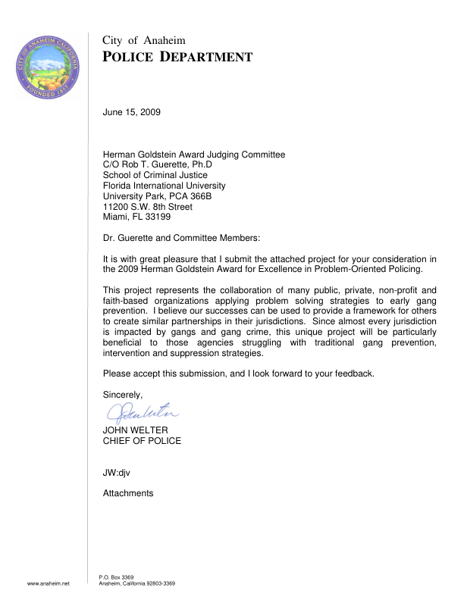 City of Anaheim
POLICE DEPARTMENT
CITY OF ANAHEIM CALIFORNIA
FOUNDED 1857
June 15, 2009
Herman Goldstein Award Judging Committee
C/O Rob T. Guerette, Ph.D
School of Criminal Justice
Florida International University
University Park, PCA 366B
11200 S.W. 8th Street
Miami, FL 33199
Dr. Guerette and Committee Members:
It is with great pleasure that I submit the attached project for your consideration in
the 2009 Herman Goldstein Award for Excellence in Problem-Oriented Policing.
This project represents the collaboration of many public, private, non-profit and
faith-based organizations applying problem solving strategies to early gang
prevention.  I believe our successes can be used to provide a framework for others
to create similar partnerships in their jurisdictions.  Since almost every jurisdiction
is impacted by gangs and gang crime, this unique project will be particularly
beneficial to those agencies struggling with traditional gang prevention,
intervention and suppression strategies.
Please accept this submission, and I look forward to your feedback.
Sincerely,
John Welter
JOHN WELTER
CHIEF OF POLICE
JW:djv
Attachments
www.anaheim.net
P.O. Box 3369
Anaheim, California 92803-3369